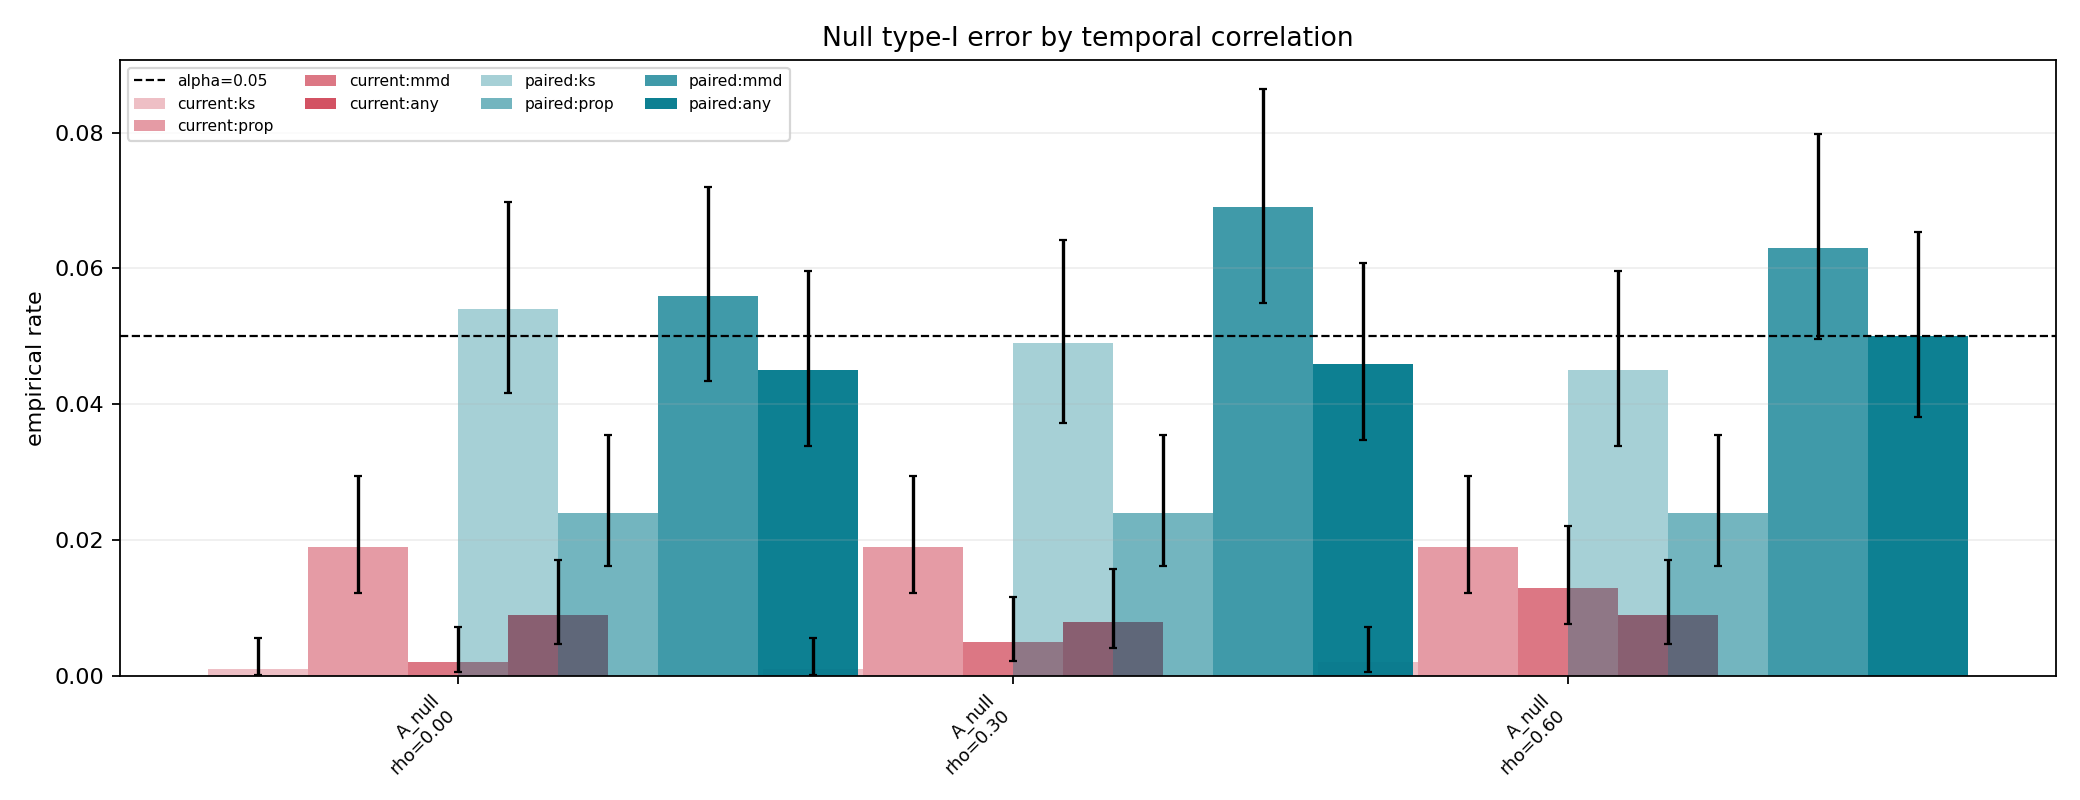 Null type-I error by temporal correlation
alpha=0.05
current:ks
current:prop
current:mmd
current:any
paired:ks
paired:prop
paired:mmd
paired:any
empirical rate
0.08
0.06
0.04
0.02
0.00
A_null
rho=0.00
A_null
rho=0.30
A_null
rho=0.60